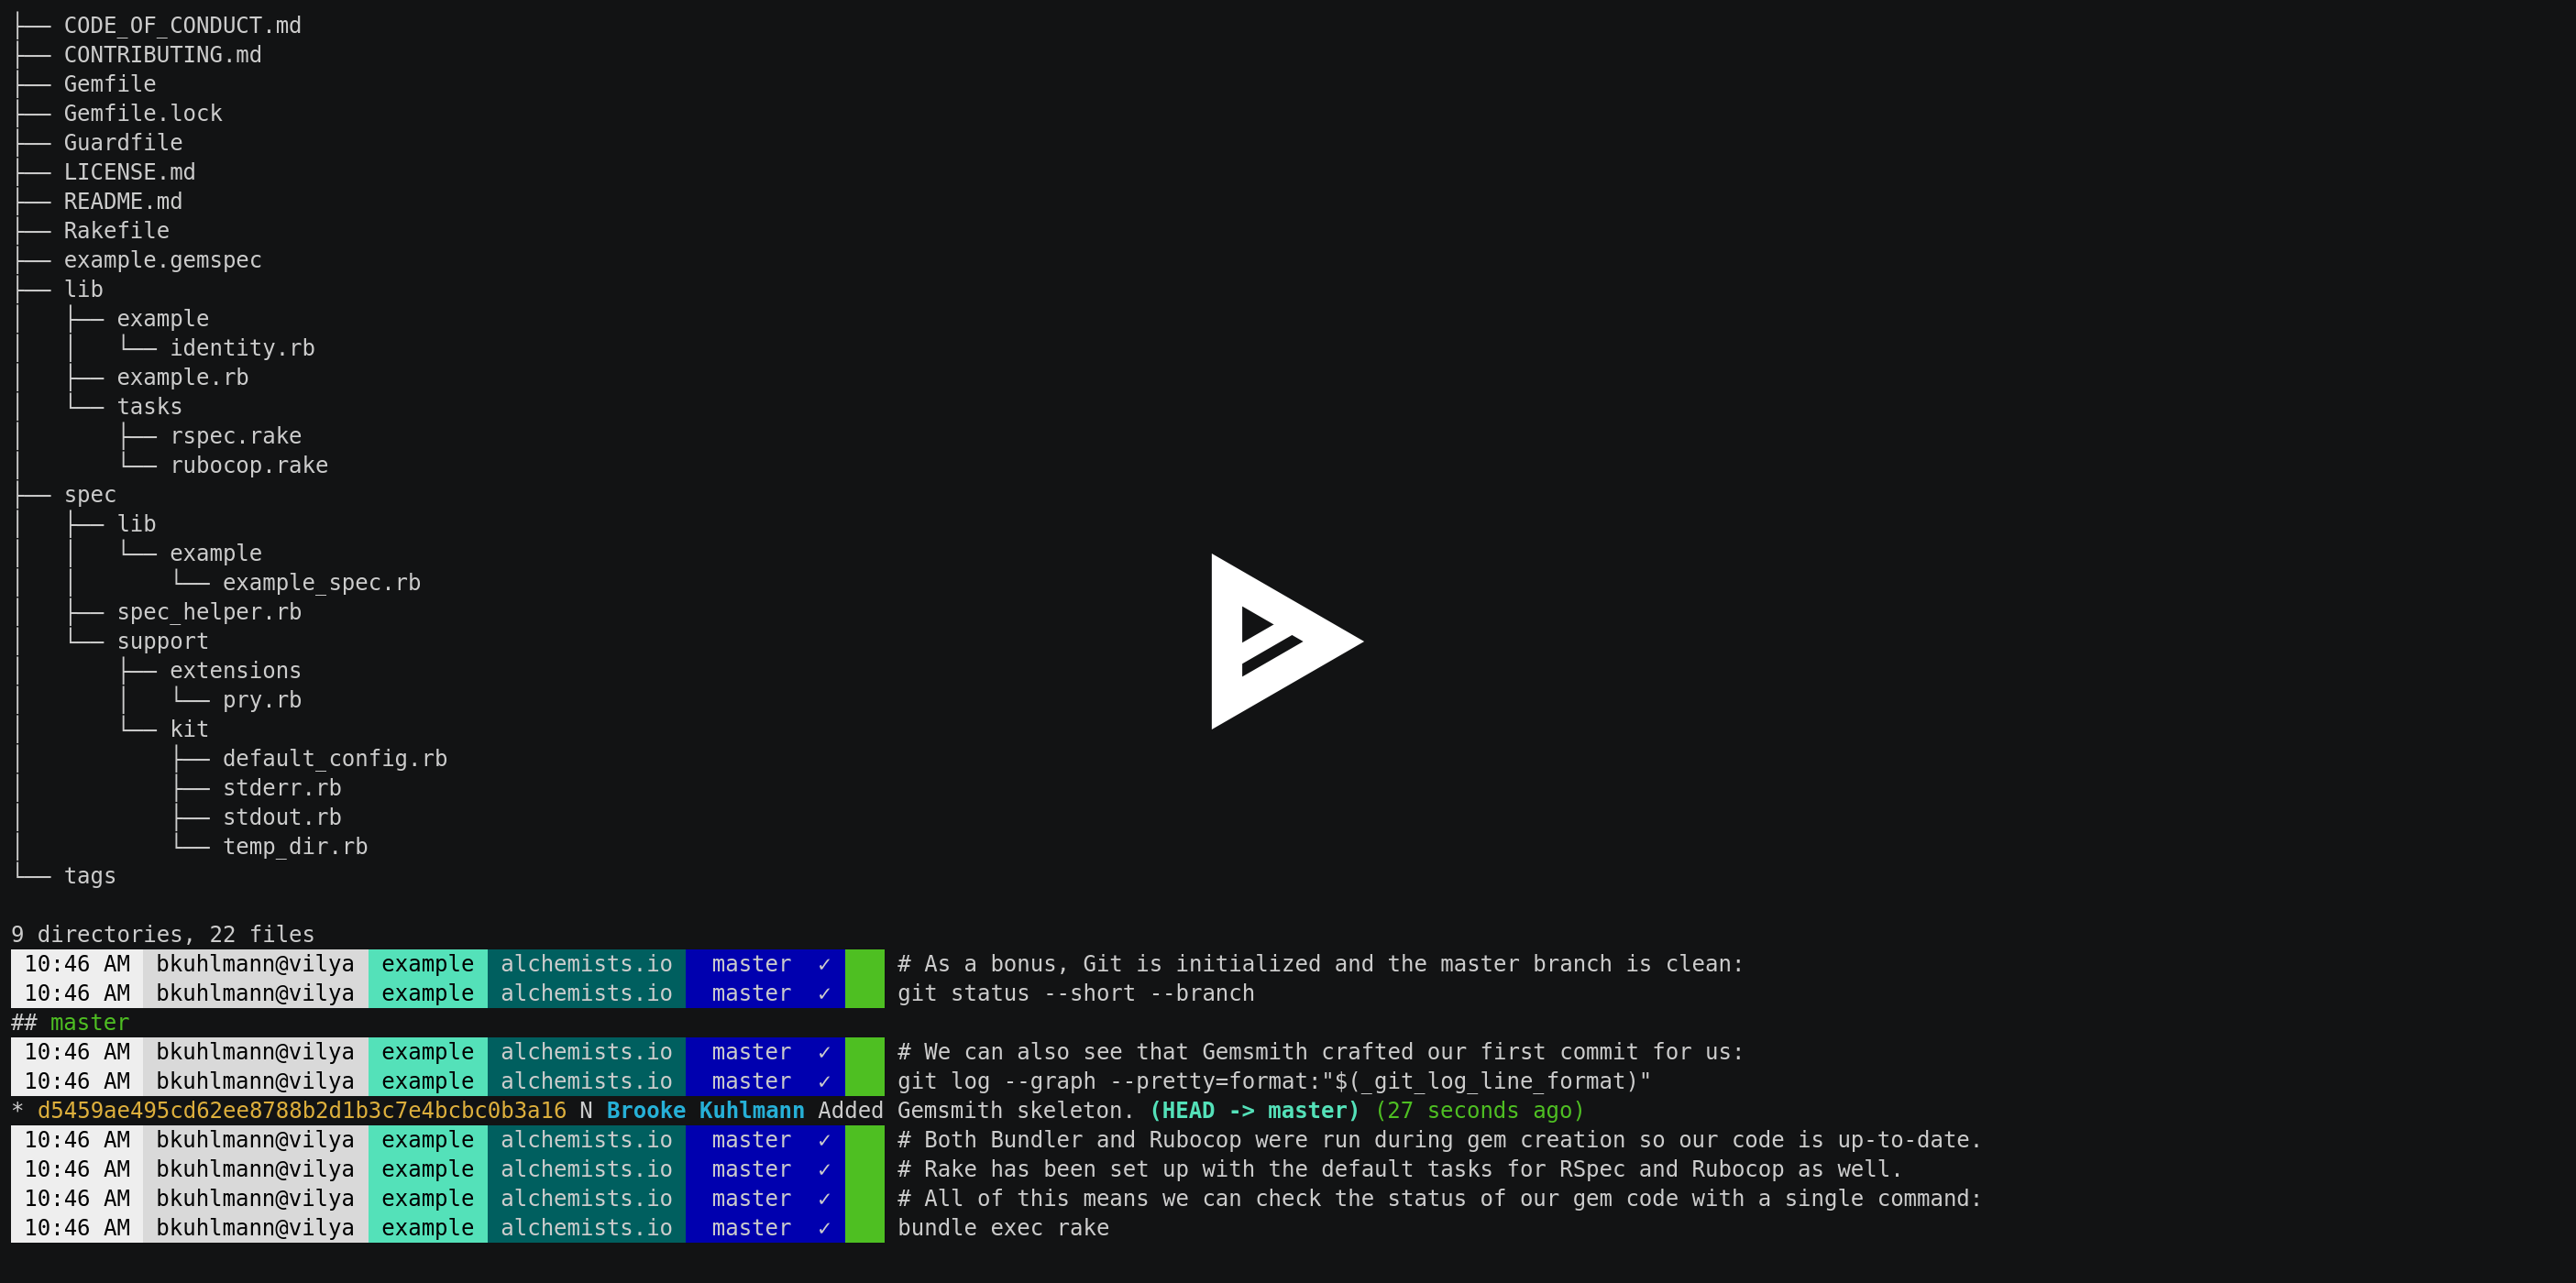 ├── CODE_OF_CONDUCT.md
├── CONTRIBUTING.md
├── Gemfile
├── Gemfile.lock
├── Guardfile
├── LICENSE.md
├── README.md
├── Rakefile
├── example.gemspec
├── lib
│   ├── example
│   │   └── identity.rb
│   ├── example.rb
│   └── tasks
│       ├── rspec.rake
│       └── rubocop.rake
├── spec
│   ├── lib
│   │   └── example
│   │       └── example_spec.rb
│   ├── spec_helper.rb
│   └── support
│       ├── extensions
│       │   └── pry.rb
│       └── kit
│           ├── default_config.rb
│           ├── stderr.rb
│           ├── stdout.rb
│           └── temp_dir.rb
└── tags

9 directories, 22 files
10:46 AM bkuhlmann@vilya example alchemists.io master ✓ # As a bonus, Git is initialized and the master branch is clean:
10:46 AM bkuhlmann@vilya example alchemists.io master ✓ git status --short --branch
## master
10:46 AM bkuhlmann@vilya example alchemists.io master ✓ # We can also see that Gemsmith crafted our first commit for us:
10:46 AM bkuhlmann@vilya example alchemists.io master ✓ git log --graph --pretty=format:"$(_git_log_line_format)"
* d5459ae495cd62ee8788b2d1b3c7e4bcbc0b3a16 N Brooke Kuhlmann Added Gemsmith skeleton. (HEAD -> master) (27 seconds ago)
10:46 AM bkuhlmann@vilya example alchemists.io master ✓ # Both Bundler and Rubocop were run during gem creation so our code is up-to-date.
10:46 AM bkuhlmann@vilya example alchemists.io master ✓ # Rake has been set up with the default tasks for RSpec and Rubocop as well.
10:46 AM bkuhlmann@vilya example alchemists.io master ✓ # All of this means we can check the status of our gem code with a single command:
10:46 AM bkuhlmann@vilya example alchemists.io master ✓ bundle exec rake